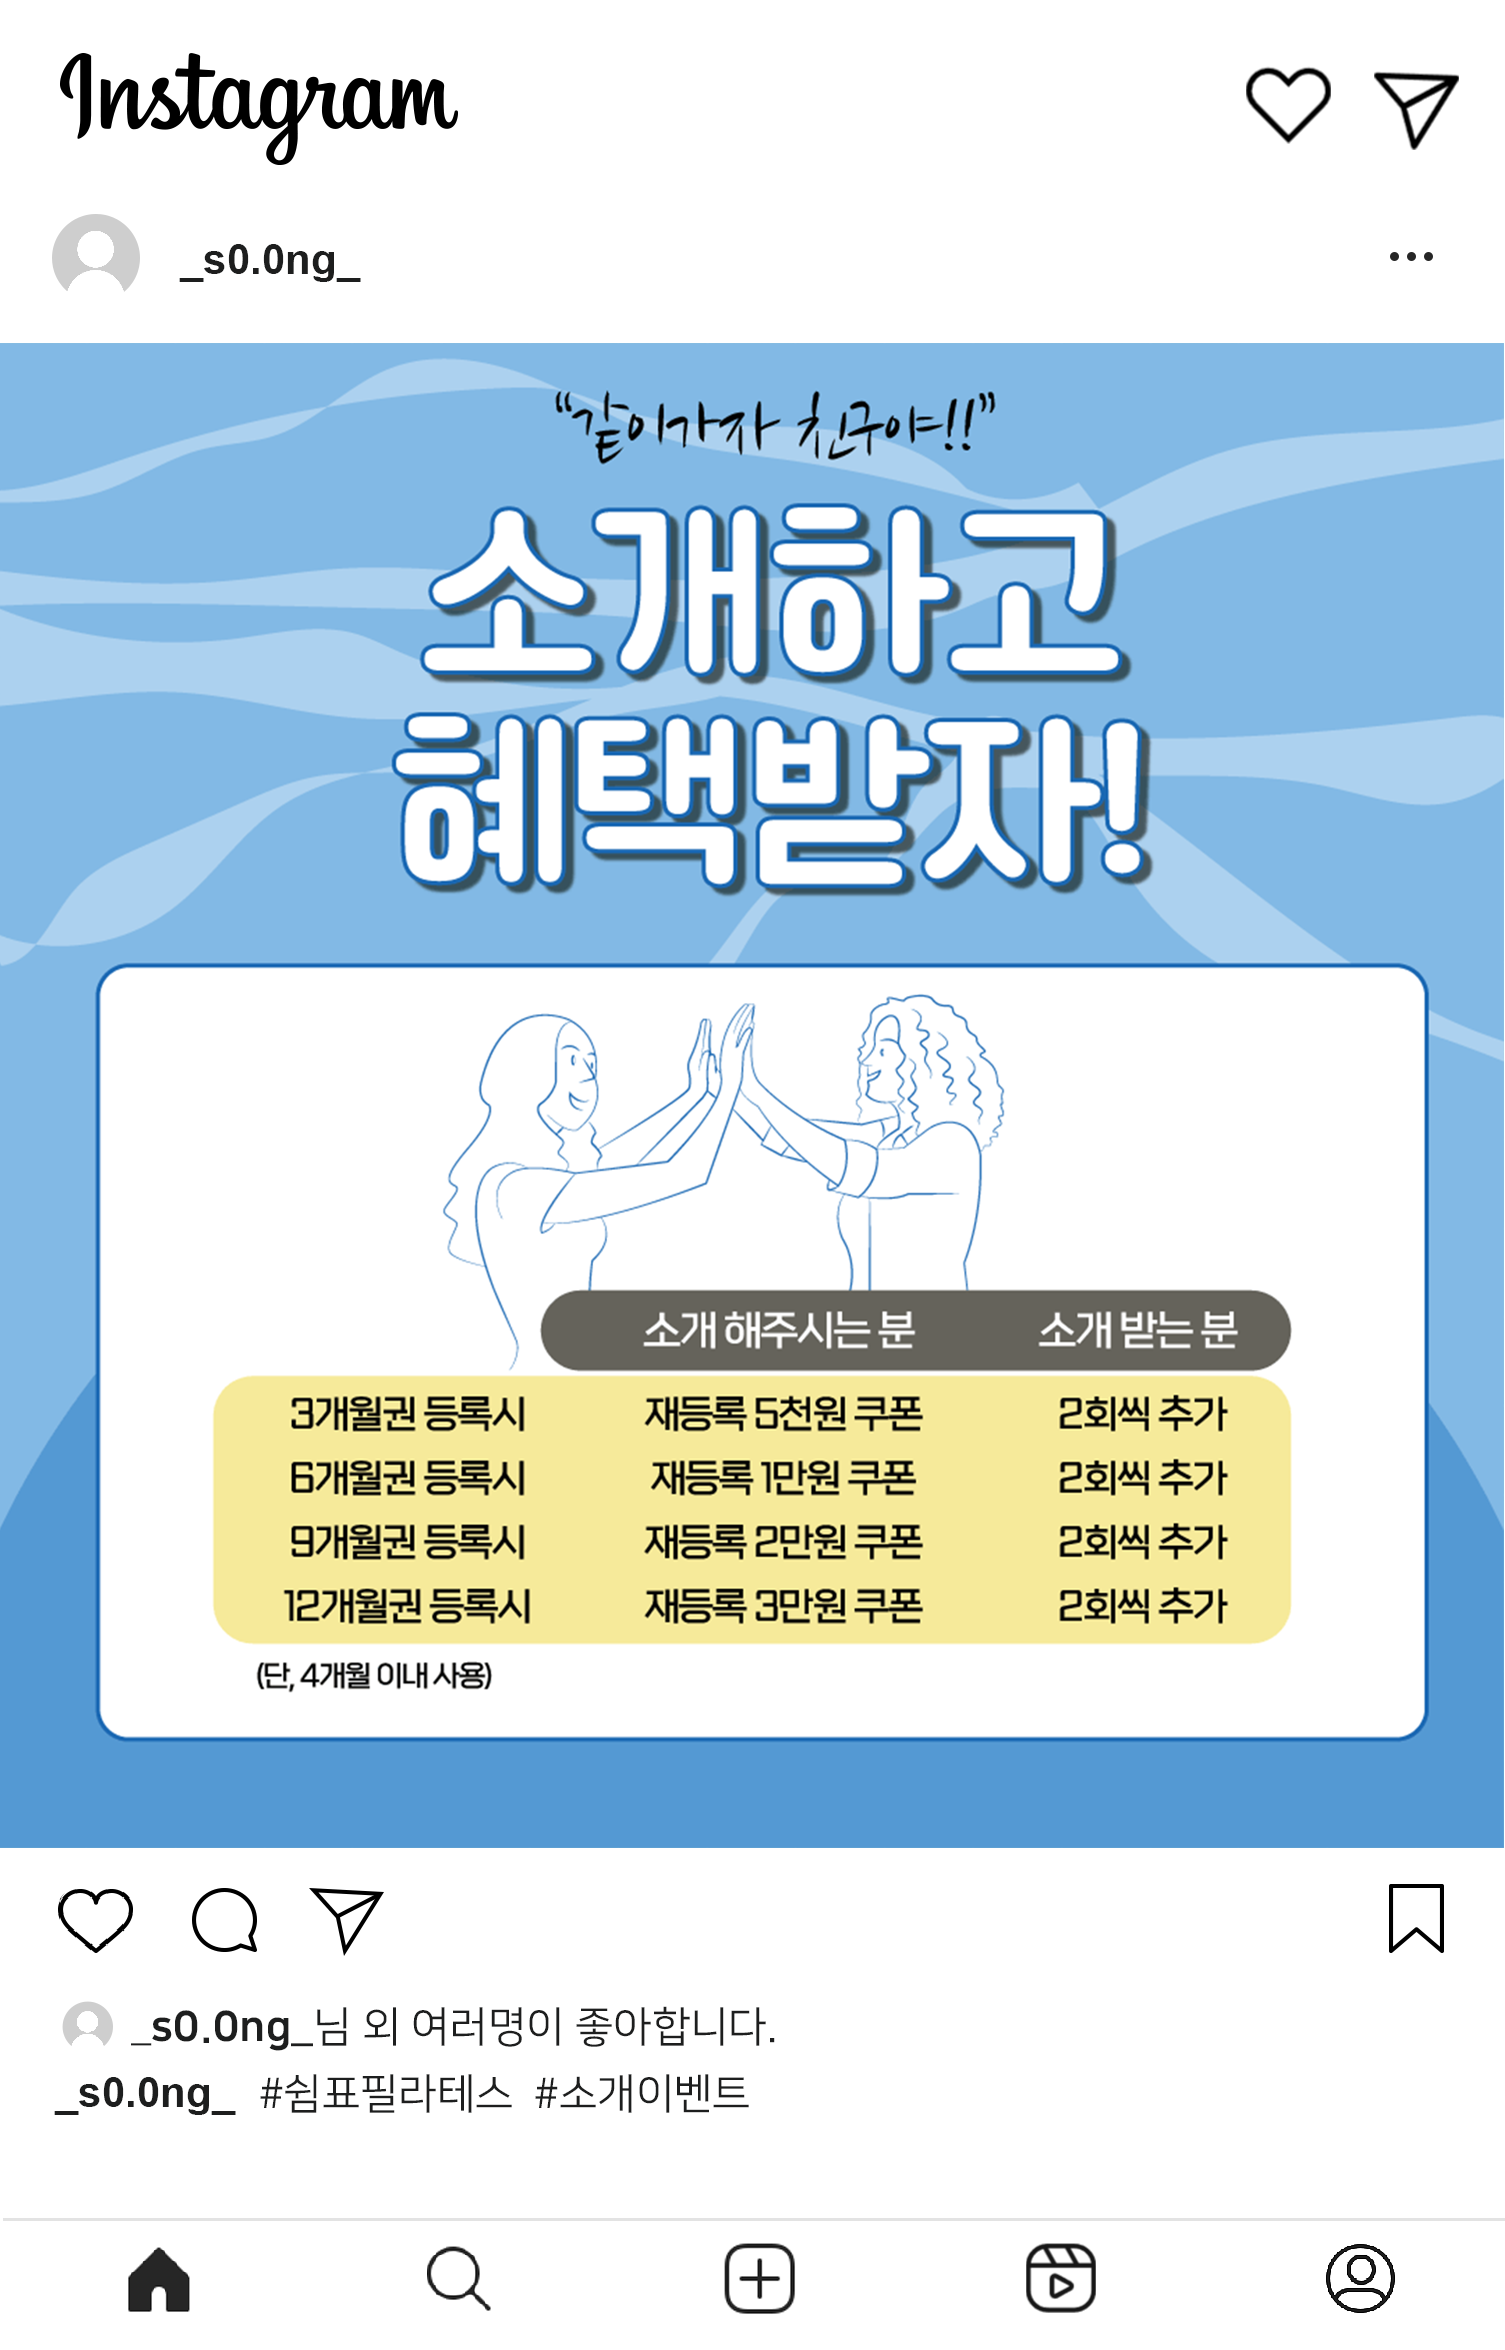 Instagram
_s0.0ng_
“같이가자 친구야!!”
소개하고
혜택받자!
소개 해주시는 분 소개 받는 분
3개월권 등록시 재등록 5천원 쿠폰 2회씩 추가
6개월권 등록시 재등록 1만원 쿠폰 2회씩 추가
9개월권 등록시 재등록 2만원 쿠폰 2회씩 추가
12개월권 등록시 재등록 3만원 쿠폰 2회씩 추가
(단, 4개월 이내 사용)
_s0.0ng_님 외 여러명이 좋아합니다.
_s0.0ng_ #쉼표필라테스 #소개이벤트